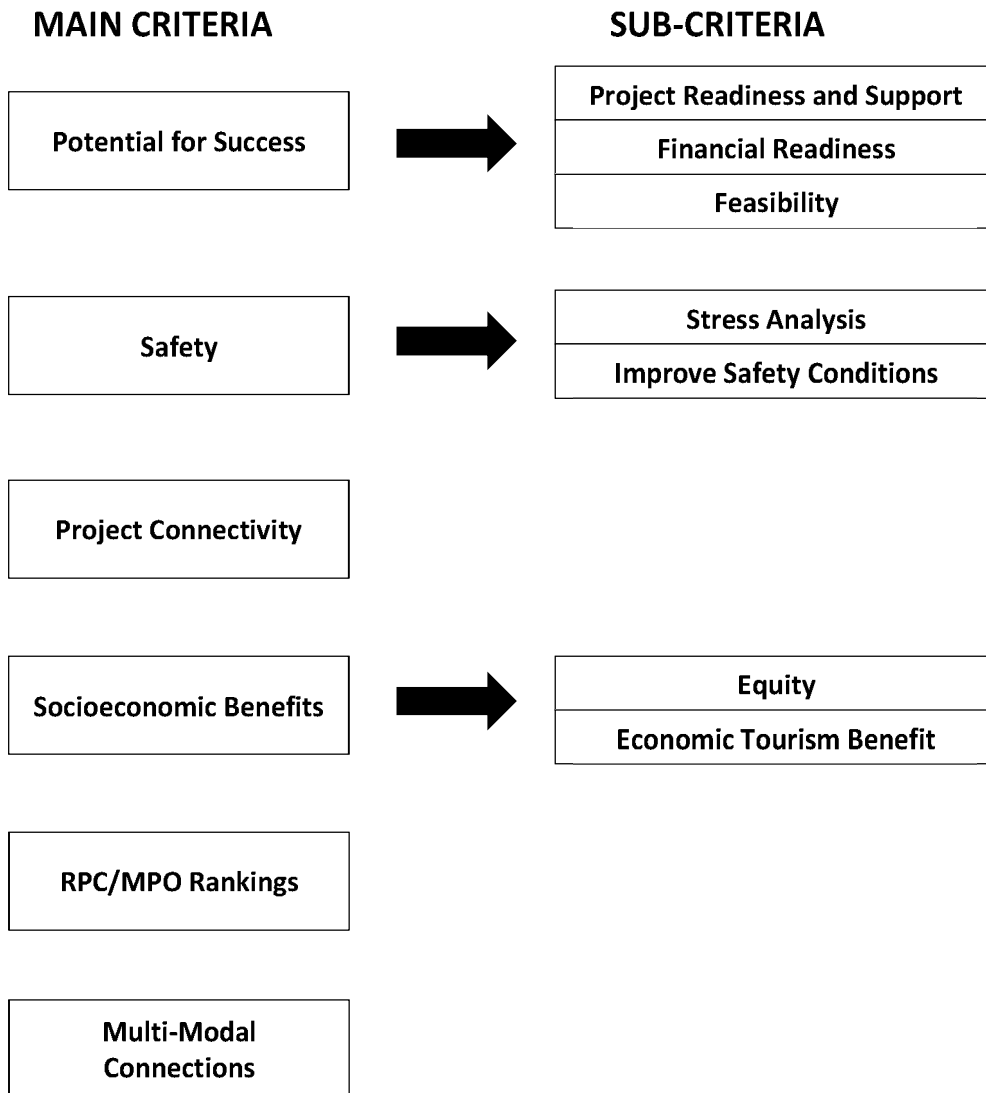 MAIN CRITERIA
SUB-CRITERIA
Potential for Success
Project Readiness and Support
Financial Readiness
Feasibility
Safety
Stress Analysis
Improve Safety Conditions
Project Connectivity
Socioeconomic Benefits
Equity
Economic Tourism Benefit
RPC/MPO Rankings
Multi-Modal
Connections